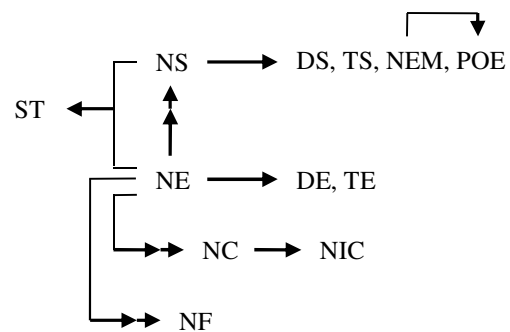 NS DS, TS, NEM, POE
ST
NE DE, TE
NC NIC
NF